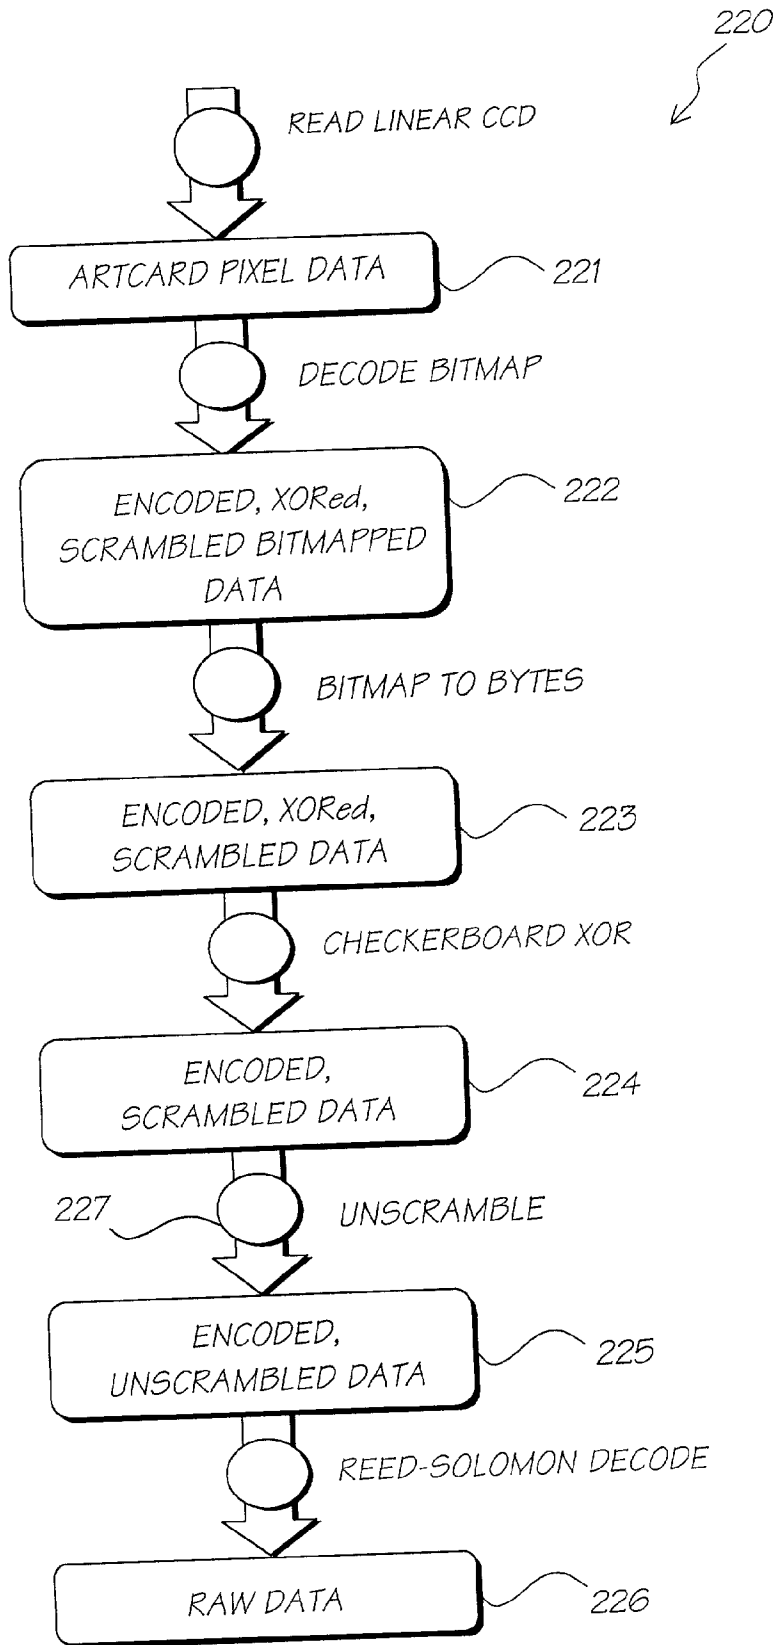 220
READ LINEAR CCD
ARTCARD PIXEL DATA
221
DECODE BITMAP
ENCODED, XORed,
SCRAMBLED BITMAPPED
DATA
222
BITMAP TO BYTES
ENCODED, XORed,
SCRAMBLED DATA
223
CHECKERBOARD XOR
ENCODED,
SCRAMBLED DATA
224
227
UNSCRAMBLE
ENCODED,
UNSCRAMBLED DATA
225
REED-SOLOMON DECODE
RAW DATA
226